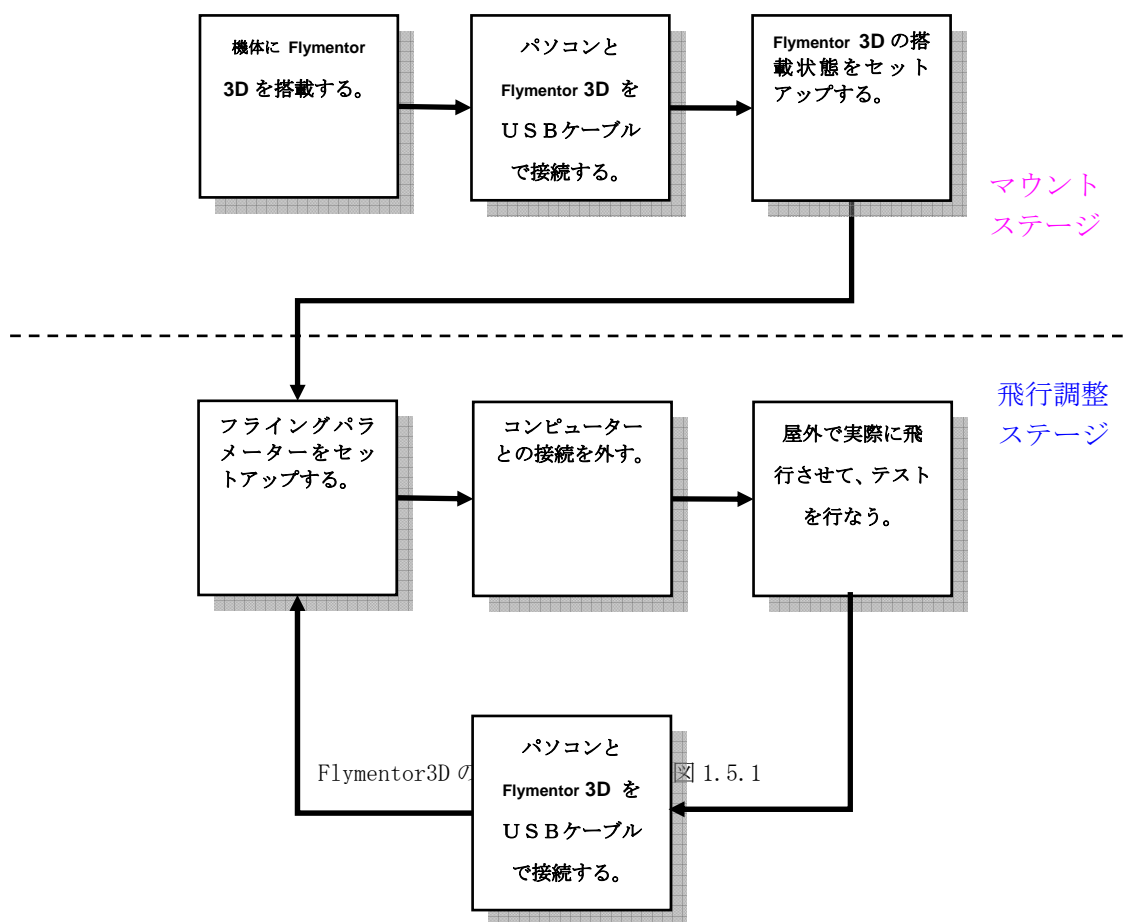 機体に Flymentor
3D を搭載する。
パソコンと
Flymentor 3D を
ＵＳＢケーブル
で接続する。
Flymentor 3D の搭
載状態をセット
アップする。
マウント
ステージ
飛行調整
ステージ
フライングパラ
メーターをセッ
トアップする。
コンピューター
との接続を外す。
屋外で実際に飛
行させて、テスト
を行なう。
パソコンと
Flymentor 3D を
ＵＳＢケーブル
で接続する。
Flymentor3D の
図 1.5.1